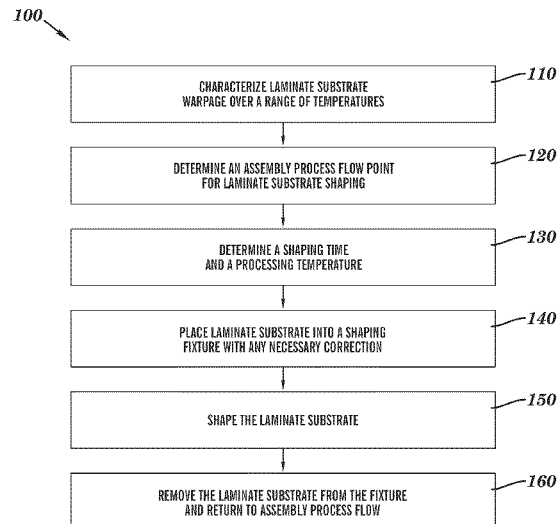 100
CHARACTERIZE LAMINATE SUBSTRATE
WARPAGE OVER A RANGE OF TEMPERATURES
110
DETERMINE AN ASSEMBLY PROCESS FLOW POINT
FOR LAMINATE SUBSTRATE SHAPING
120
DETERMINE A SHAPING TIME
AND A PROCESSING TEMPERATURE
130
PLACE LAMINATE SUBSTRATE INTO A SHAPING
FIXTURE WITH ANY NECESSARY CORRECTION
140
SHAPE THE LAMINATE SUBSTRATE
150
REMOVE THE LAMINATE SUBSTRATE FROM THE FIXTURE
AND RETURN TO ASSEMBLY PROCESS FLOW
160